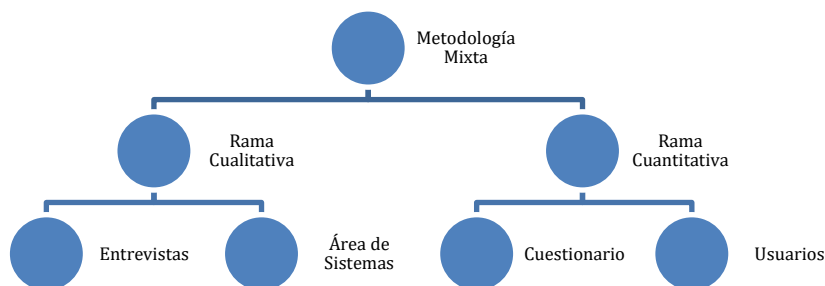 Metodología
Mixta
Rama
Cualitativa
Rama
Cuantitativa
Entrevistas
Área de
Sistemas
Cuestionario
Usuarios